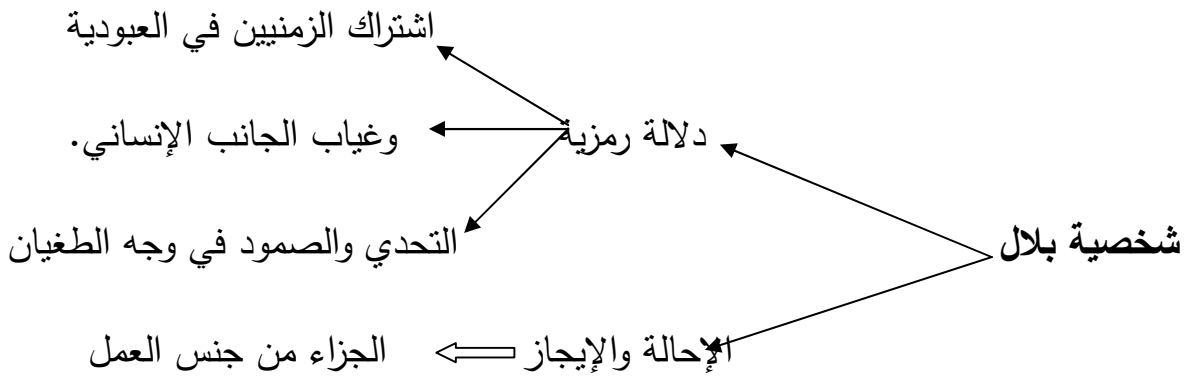 اشتراك الزمنيين في العبودية
دلالة رمزية وغياب الجانب الإنساني.
شخصية بلال التحدي والصمود في وجه الطغيان
الإحالة والإيجاز الجزاء من جنس العمل